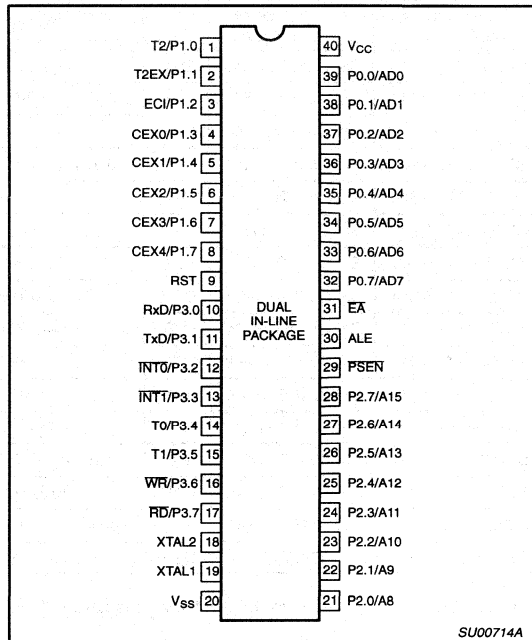 T2/P1.0 1 40 VCC
T2EX/P1.1 2 39 P0.0/AD0
ECI/P1.2 3 38 P0.1/AD1
CEX0/P1.3 4 37 P0.2/AD2
CEX1/P1.4 5 36 P0.3/AD3
CEX2/P1.5 6 35 P0.4/AD4
CEX3/P1.6 7 34 P0.5/AD5
CEX4/P1.7 8 33 P0.6/AD6
RST 9 32 P0.7/AD7
RxD/P3.0 10 31 E̅A̅
TxD/P3.1 11 30 ALE
I̅N̅T̅0̅/P3.2 12 29 P̅S̅E̅N̅
I̅N̅T̅1̅/P3.3 13 28 P2.7/A15
T0/P3.4 14 27 P2.6/A14
T1/P3.5 15 26 P2.5/A13
W̅R̅/P3.6 16 25 P2.4/A12
R̅D̅/P3.7 17 24 P2.3/A11
XTAL2 18 23 P2.2/A10
XTAL1 19 22 P2.1/A9
VSS 20 21 P2.0/A8
DUAL
IN-LINE
PACKAGE
SU00714A